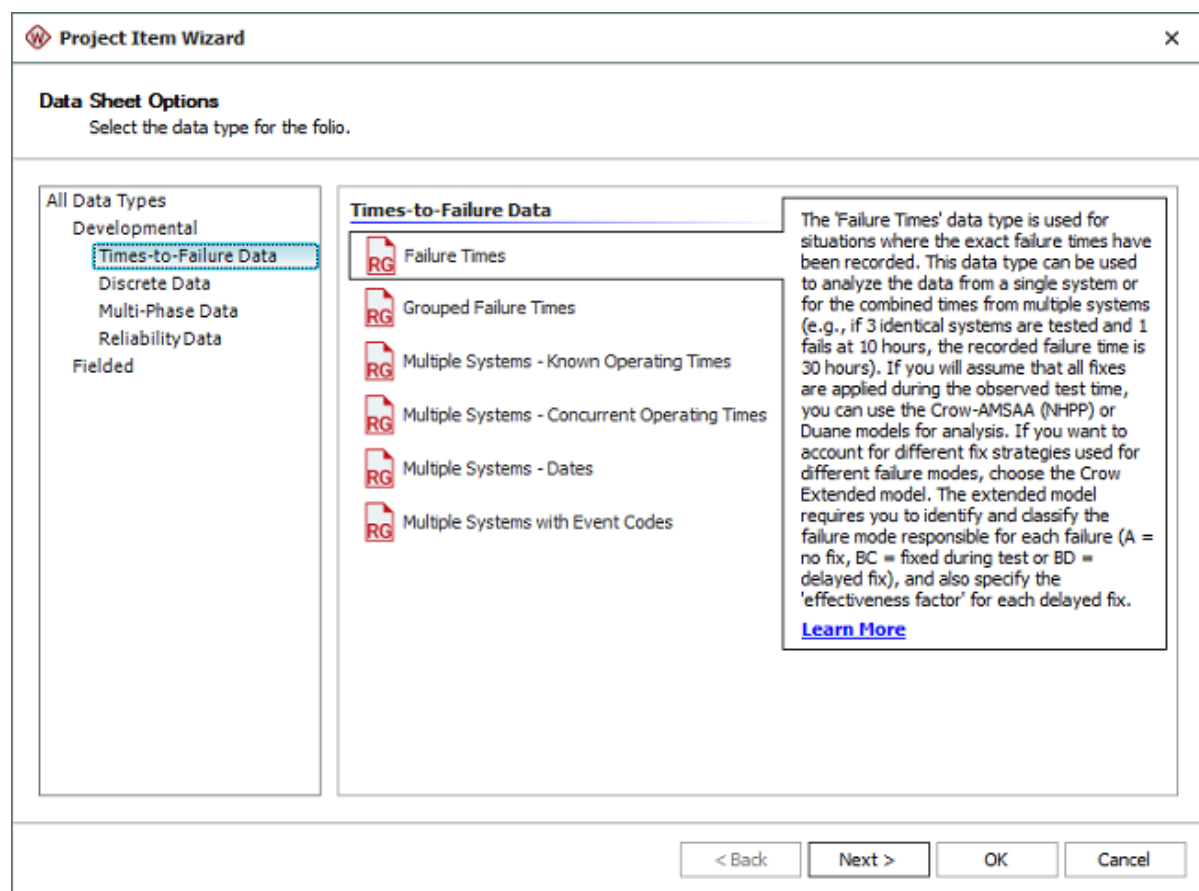 Project Item Wizard
Data Sheet Options
Select the data type for the folio.
All Data Types
Developmental
Times-to-Failure Data
Discrete Data
Multi-Phase Data
Reliability Data
Fielded
Times-to-Failure Data
RG Failure Times
RG Grouped Failure Times
RG Multiple Systems - Known Operating Times
RG Multiple Systems - Concurrent Operating Times
RG Multiple Systems - Dates
RG Multiple Systems with Event Codes
The 'Failure Times' data type is used for
situations where the exact failure times have
been recorded. This data type can be used
to analyze the data from a single system or
for the combined times from multiple systems
(e.g., if 3 identical systems are tested and 1
fails at 10 hours, the recorded failure time is
30 hours). If you will assume that all fixes
are applied during the observed test time,
you can use the Crow-AMSAA (NHPP) or
Duane models for analysis. If you want to
account for different fix strategies used for
different failure modes, choose the Crow
Extended model. The extended model
requires you to identify and classify the
failure mode responsible for each failure (A =
no fix, BC = fixed during test or BD =
delayed fix), and also specify the
'effectiveness factor' for each delayed fix.
Learn More
< Back
Next >
OK
Cancel